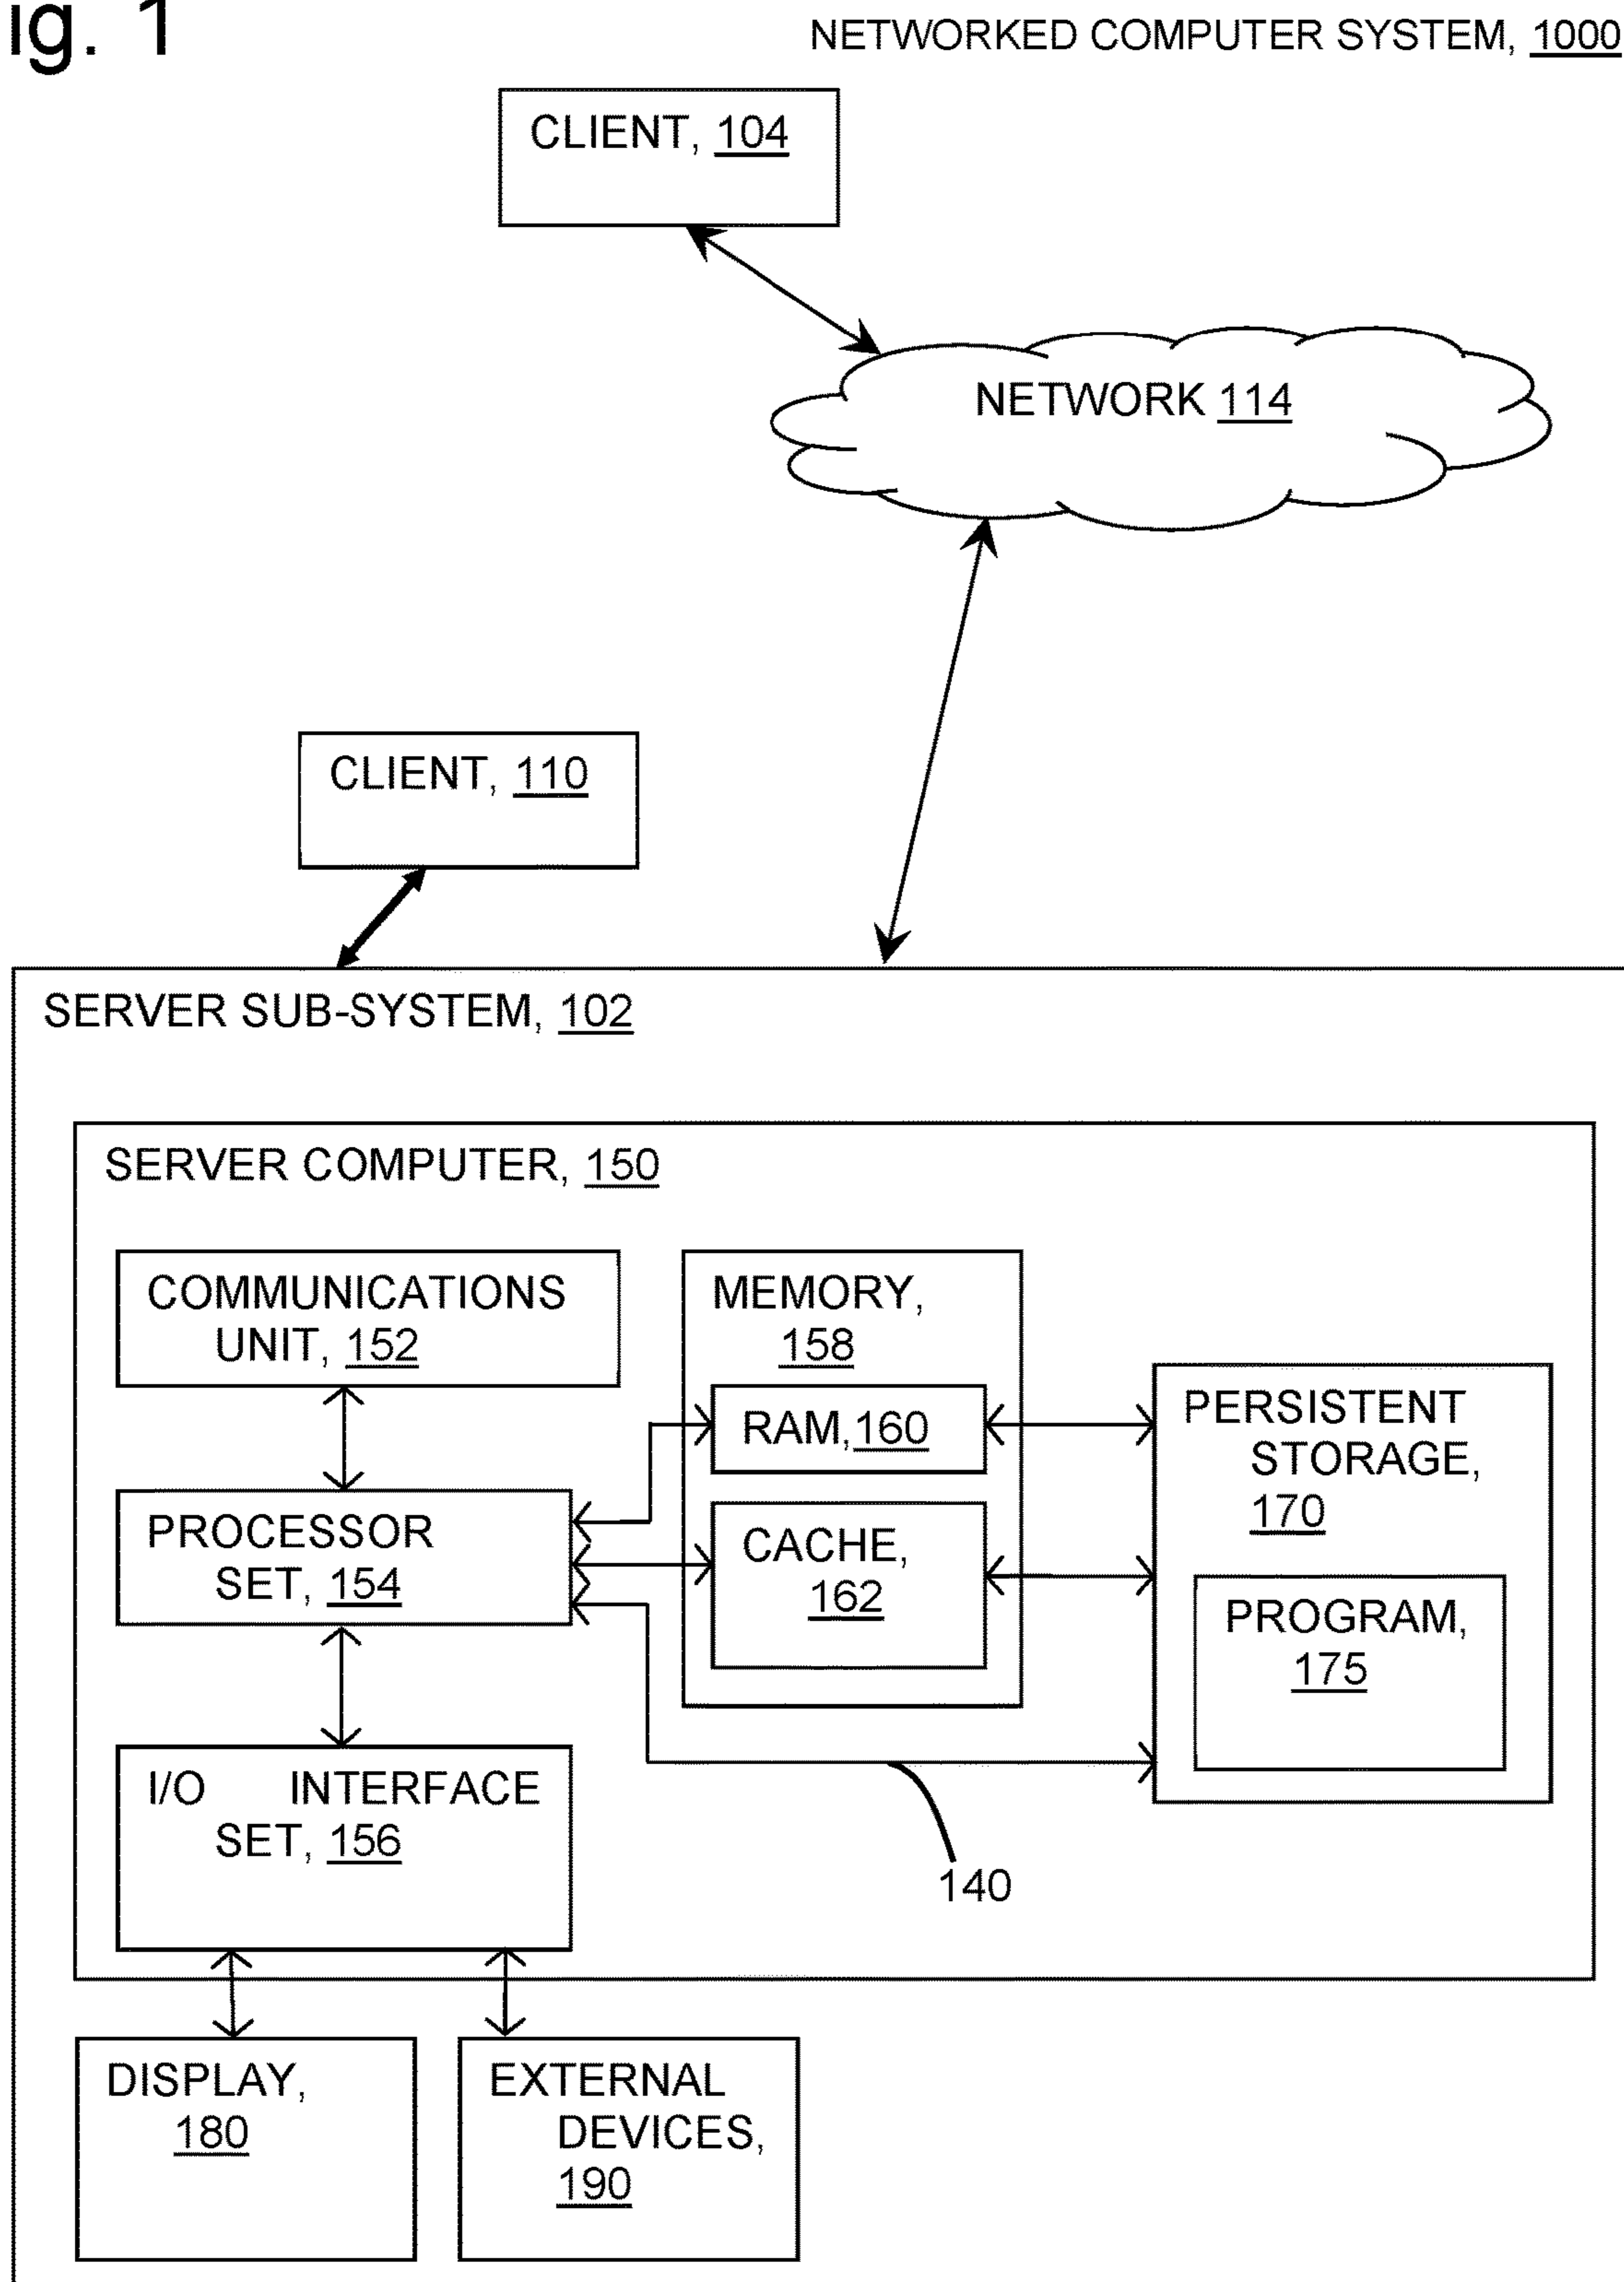 ig. 1
NETWORKED COMPUTER SYSTEM, 1000
CLIENT, 104
NETWORK 114
CLIENT, 110
SERVER SUB-SYSTEM, 102
SERVER COMPUTER, 150
COMMUNICATIONS
UNIT, 152
MEMORY,
158
RAM,160
PERSISTENT
STORAGE,
170
PROCESSOR
SET, 154
CACHE,
162
PROGRAM,
175
I/O INTERFACE
SET, 156
140
DISPLAY,
180
EXTERNAL
DEVICES,
190